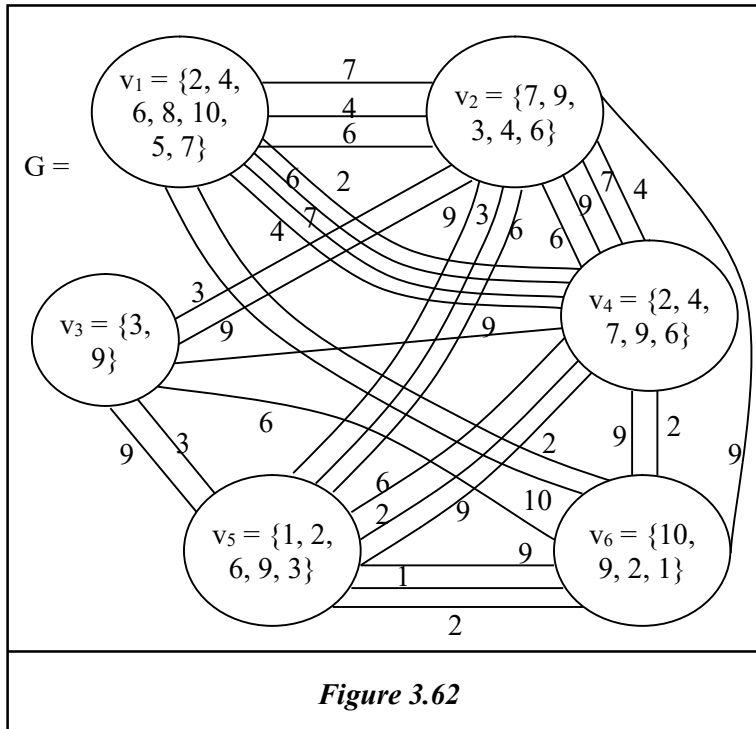 7
v1 = {2, 4,
6, 8, 10,
5, 7}
4
6
v2 = {7, 9,
3, 4, 6}
G =
6
2
7
4
9
3
6
6
9
7
4
3
9
v3 = {3,
9}
9
v4 = {2, 4,
7, 9, 6}
9
3
6
6
2
9
2
10
9
2
9
v5 = {1, 2,
6, 9, 3}
9
1
2
v6 = {10,
9, 2, 1}
Figure 3.62